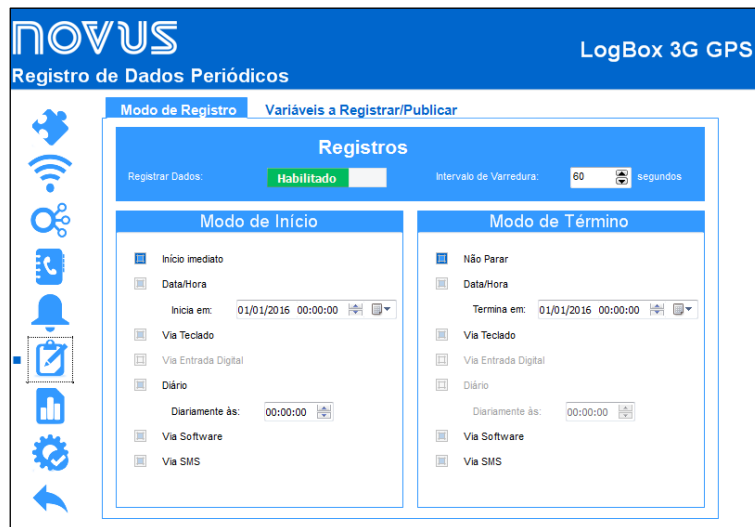 NOVUS
LogBox 3G GPS
Registro de Dados Periódicos
Modo de Registro Variáveis a Registrar/Publicar
Registros
Registrar Dados: Habilitado Intervalo de Varredura: 60 segundos
Modo de Início
Início imediato
Data/Hora
Inicia em: 01/01/2016 00:00:00
Via Teclado
Via Entrada Digital
Diário
Diariamente às: 00:00:00
Via Software
Via SMS
Modo de Término
Não Parar
Data/Hora
Termina em: 01/01/2016 00:00:00
Via Teclado
Via Entrada Digital
Diário
Diariamente às: 00:00:00
Via Software
Via SMS